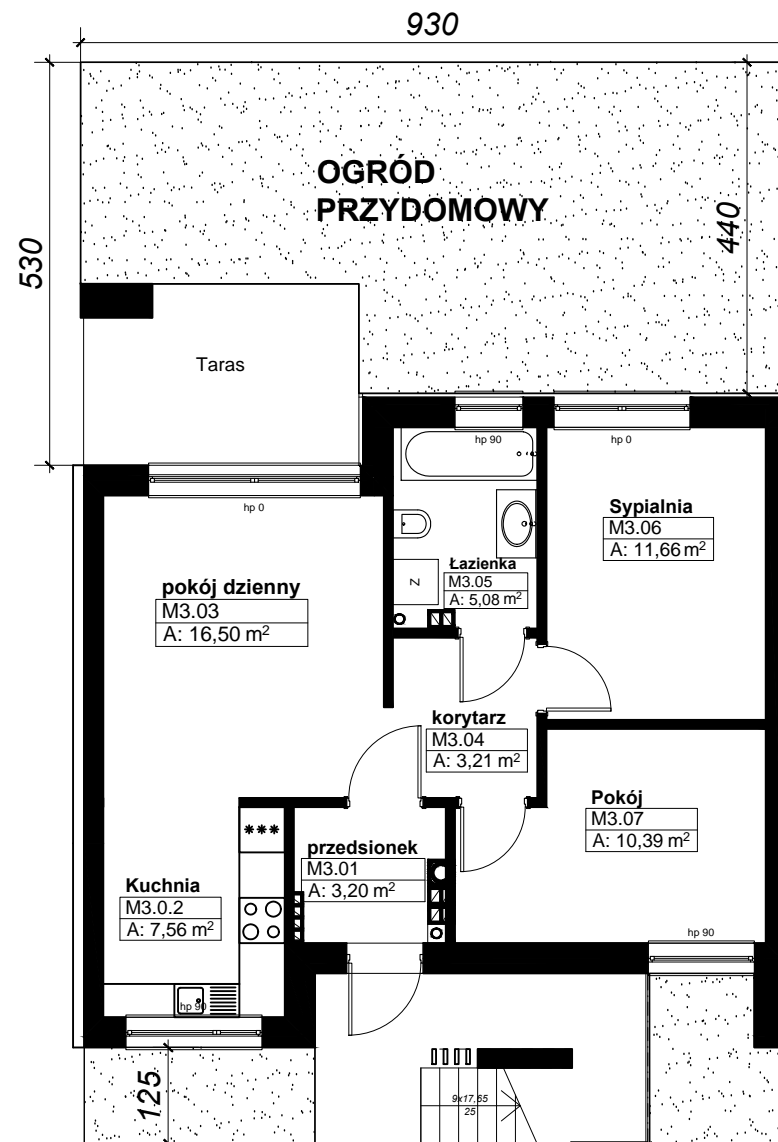 930
OGRÓD
PRZYDOMOWY
530
440
Taras
hp 90
hp 0
hp 0
Sypialnia
M3.06
A: 11,66 m²
Łazienka
M3.05
A: 5,08 m²
Z
pokój dzienny
M3.03
A: 16,50 m²
korytarz
M3.04
A: 3,21 m²
Pokój
M3.07
A: 10,39 m²
***
przedsionek
M3.01
A: 3,20 m²
Kuchnia
M3.0.2
A: 7,56 m²
hp 90
hp 90
125
9x17,65
25